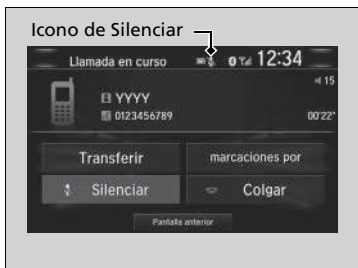 Icono de Silenciar
Llamada en curso 12:34
15
YYYY
0123456789 00'22"
Transferir marcaciones por
Silenciar Colgar
Pantalla anterior